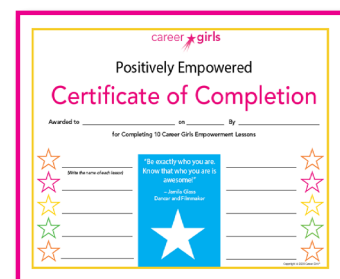 career girls
Positively Empowered
Certificate of Completion
Awarded to on By
for Completing 10 Career Girls Empowerment Lessons
(Write the name of each lesson)
"Be exactly who you are.
Know that who you are is
awesome!"
Dancer and Filmmaker